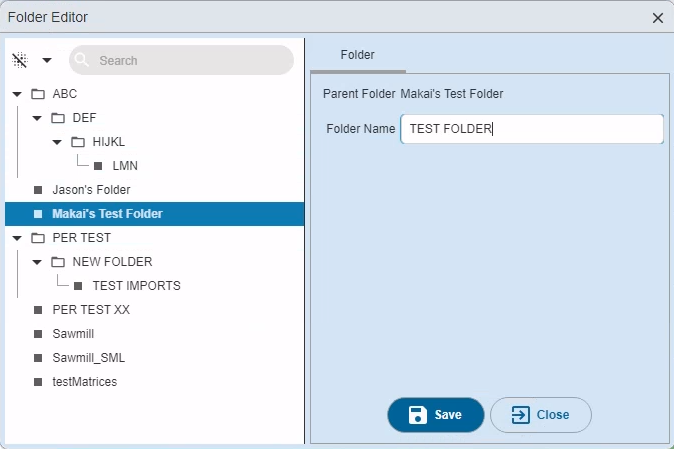 Folder Editor
Search
ABC
DEF
HIJKL
LMN
Jason's Folder
Makai's Test Folder
PER TEST
NEW FOLDER
TEST IMPORTS
PER TEST XX
Sawmill
Sawmill_SML
testMatrices
Folder
Parent Folder Makai's Test Folder
Folder Name TEST FOLDER
Save Close